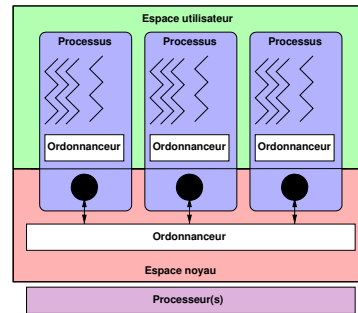 Espace utilisateur
Processus Processus Processus
Ordonnanceur Ordonnanceur Ordonnanceur
Ordonnanceur
Espace noyau
Processeur(s)